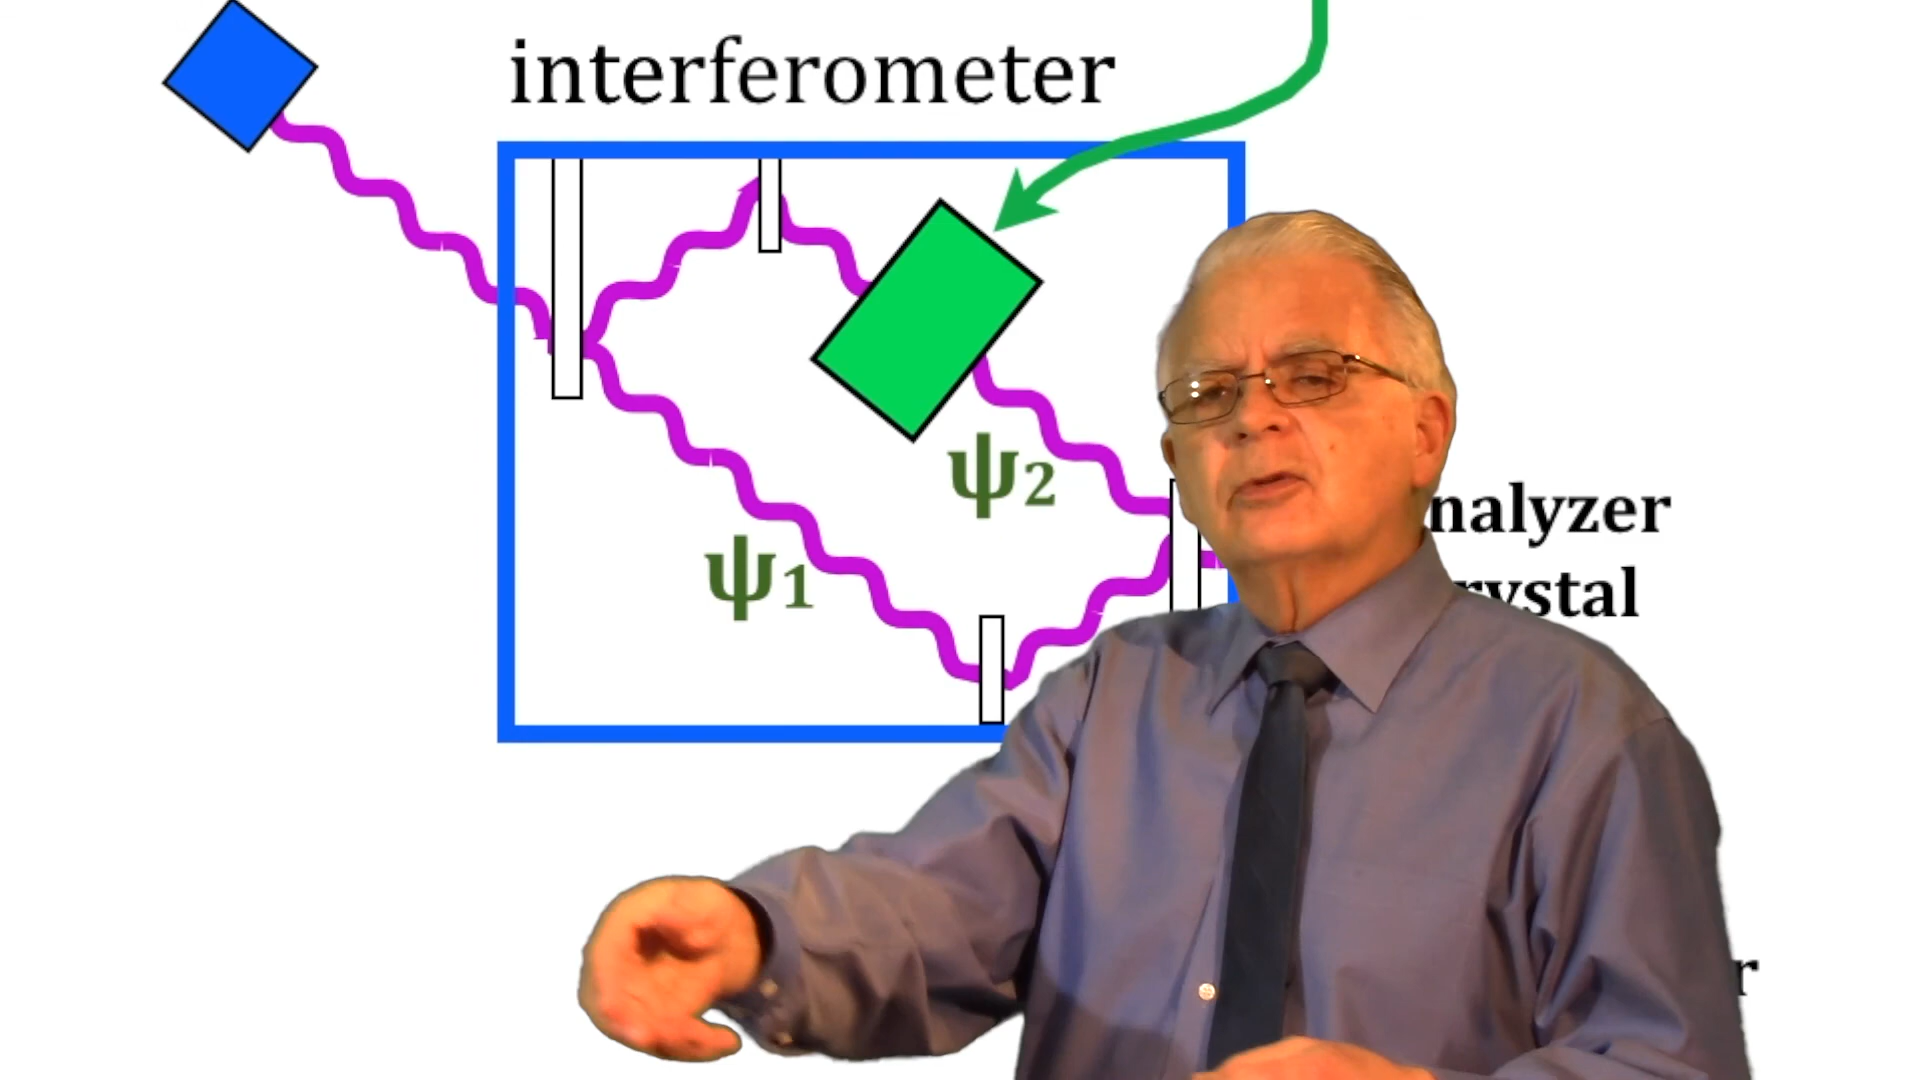 interferometer
ψ2
nalyzer
ψ1
rystal
r